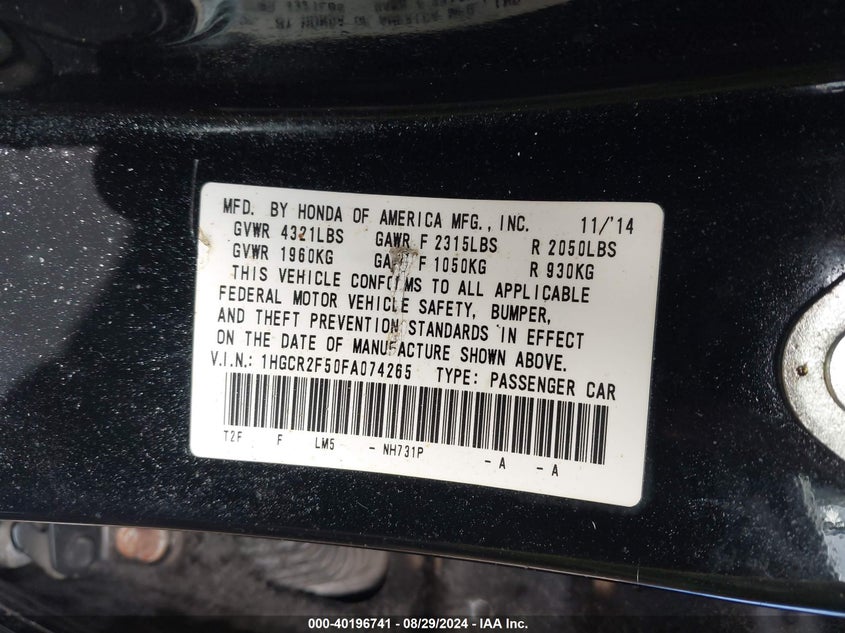 MFD. BY HONDA OF AMERICA MFG., INC. 11/'14
GVWR 4321LBS GAWR F 2315LBS R 2050LBS
GVWR 1960KG F 1050KG R 930KG
THIS VEHICLE CONFORMS TO ALL APPLICABLE
FEDERAL MOTOR VEHICLE SAFETY, BUMPER,
AND THEFT PREVENTION STANDARDS IN EFFECT
ON THE DATE OF MANUFACTURE SHOWN ABOVE.
V.I.N.: 1HGCR2F50FA074265 TYPE: PASSENGER CAR
T2F F LM5 - NH731P - A - A
000-40196741 - 08/29/2024 - IAA Inc.